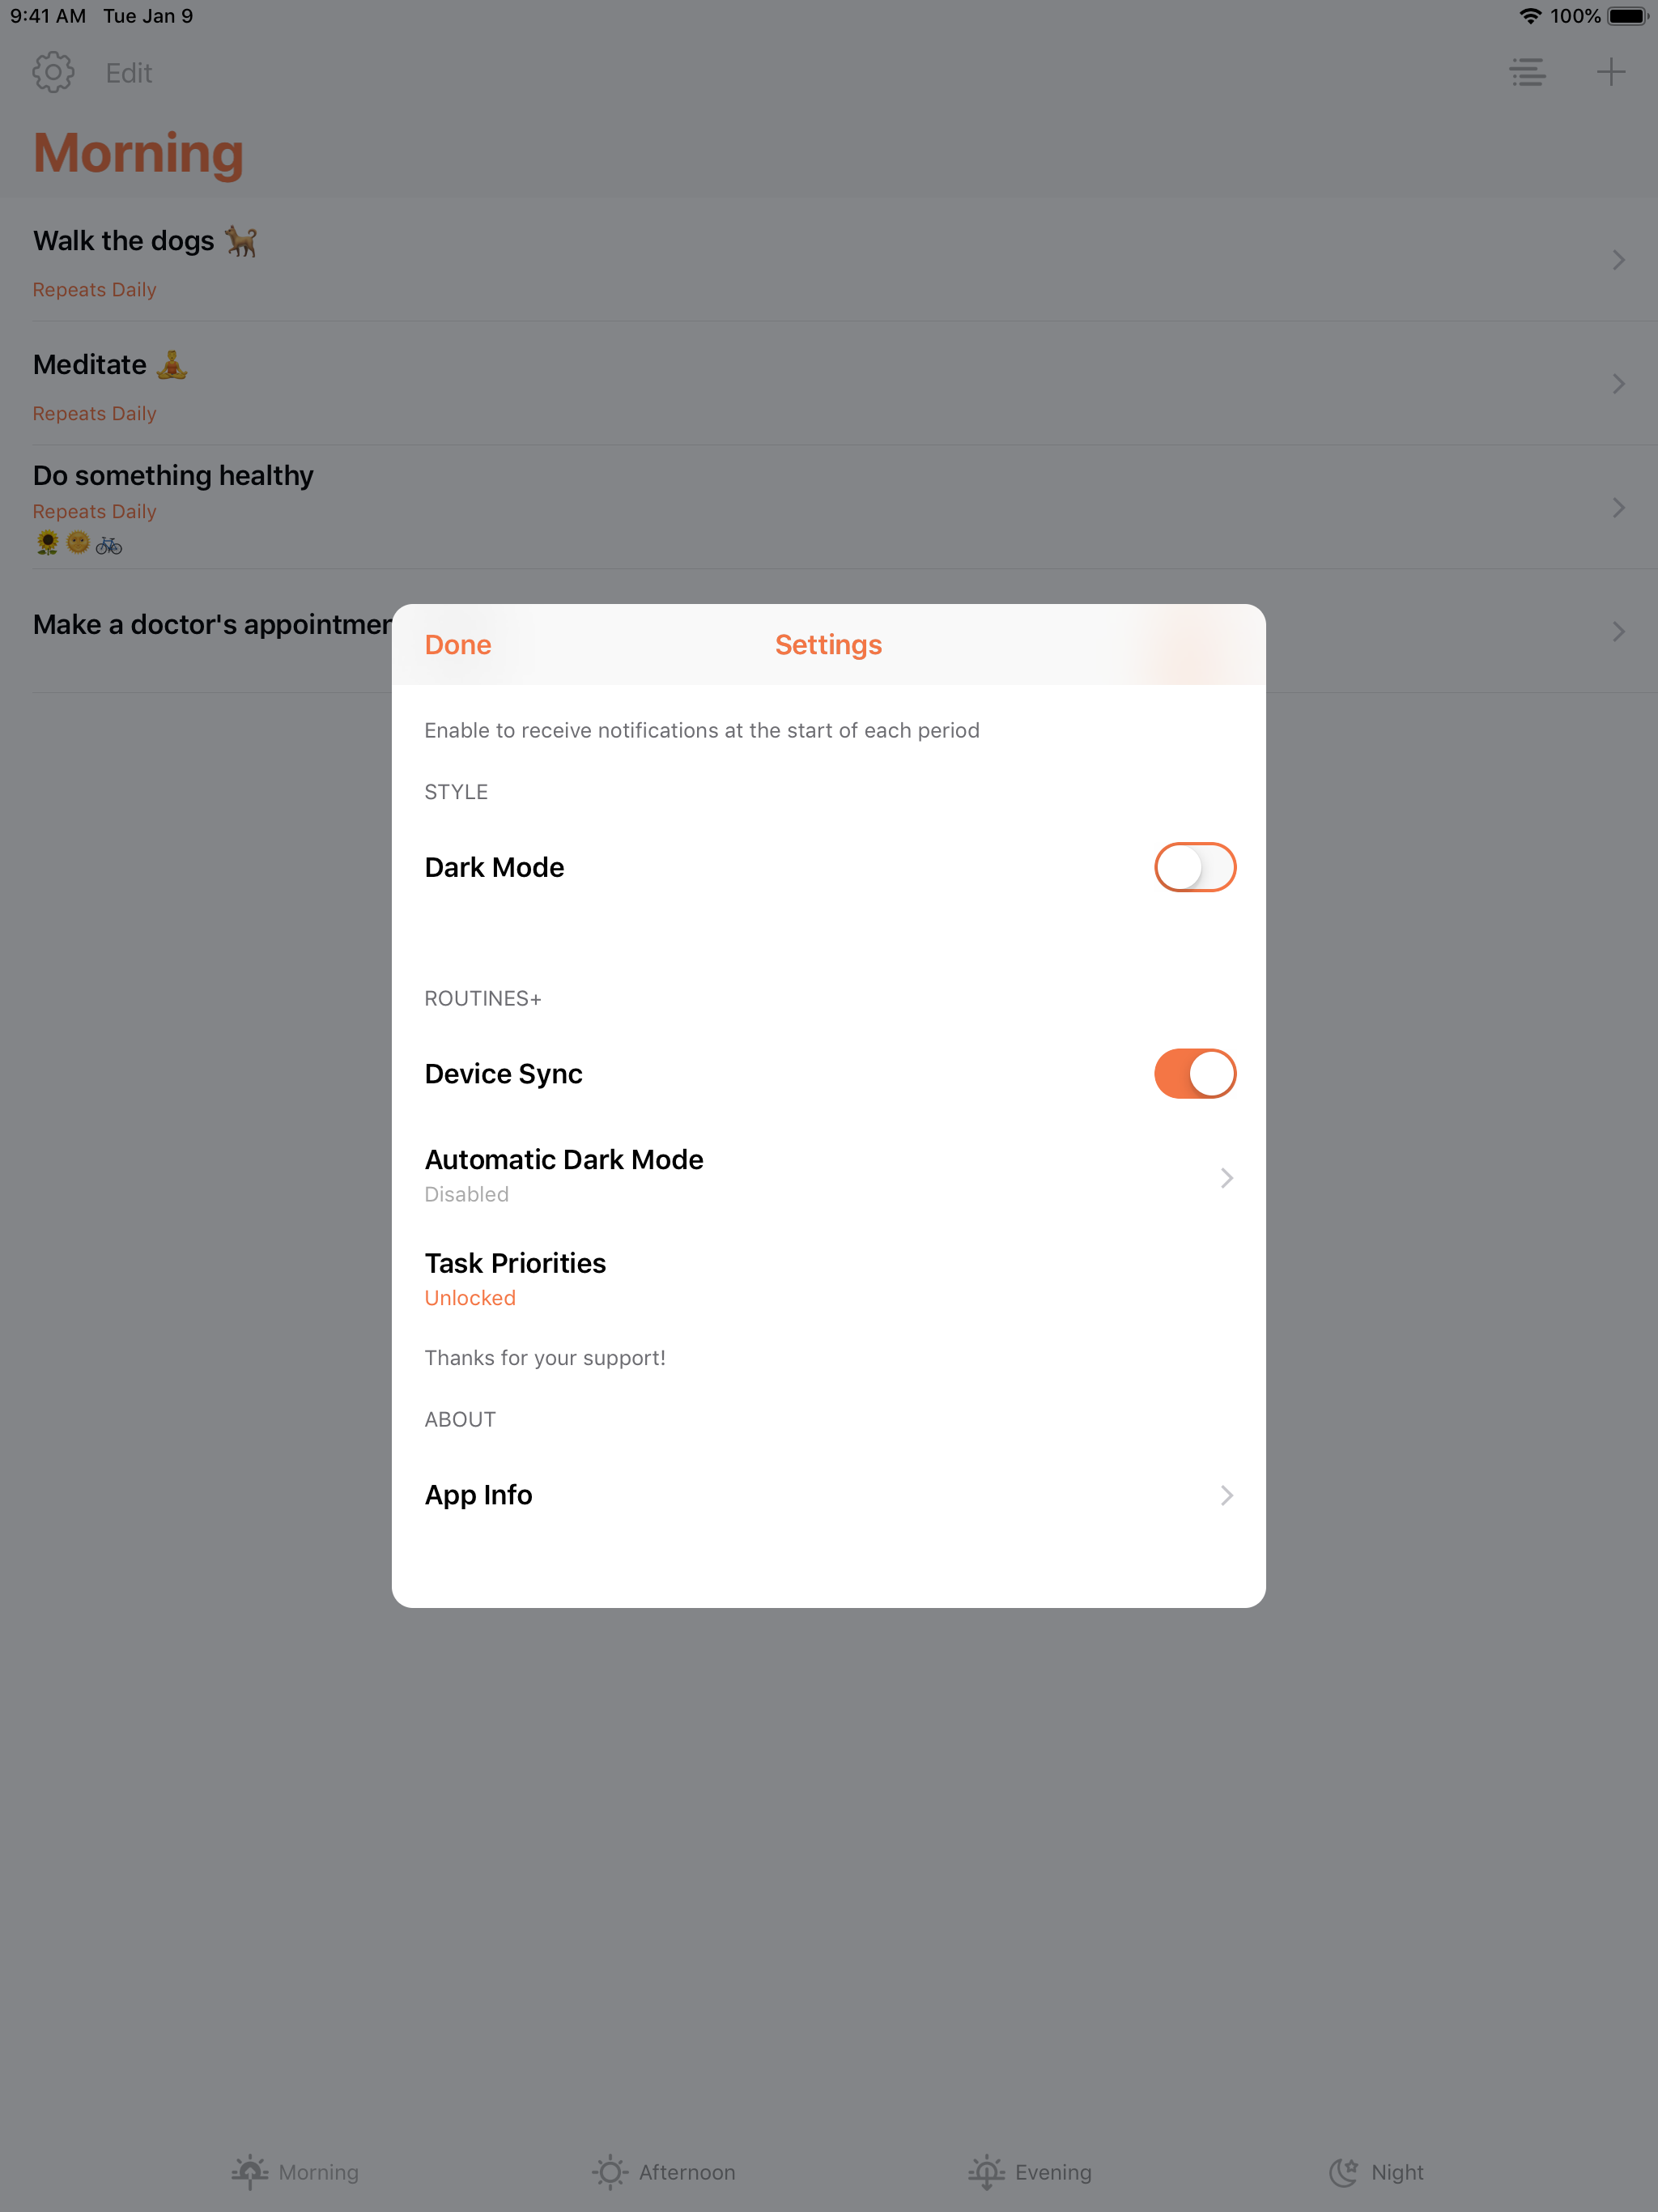 9:41 AM Tue Jan 9 100%
Edit
Morning
Walk the dogs 🐕
Repeats Daily
Meditate 🧘
Repeats Daily
Do something healthy
Repeats Daily
🌻🌞🚲
Make a doctor's
Done Settings
Enable to receive notifications at the start of each period
STYLE
Dark Mode
ROUTINES+
Device Sync
Automatic Dark Mode
Disabled
Task Priorities
Unlocked
Thanks for your support!
ABOUT
App Info
Morning Afternoon Evening Night